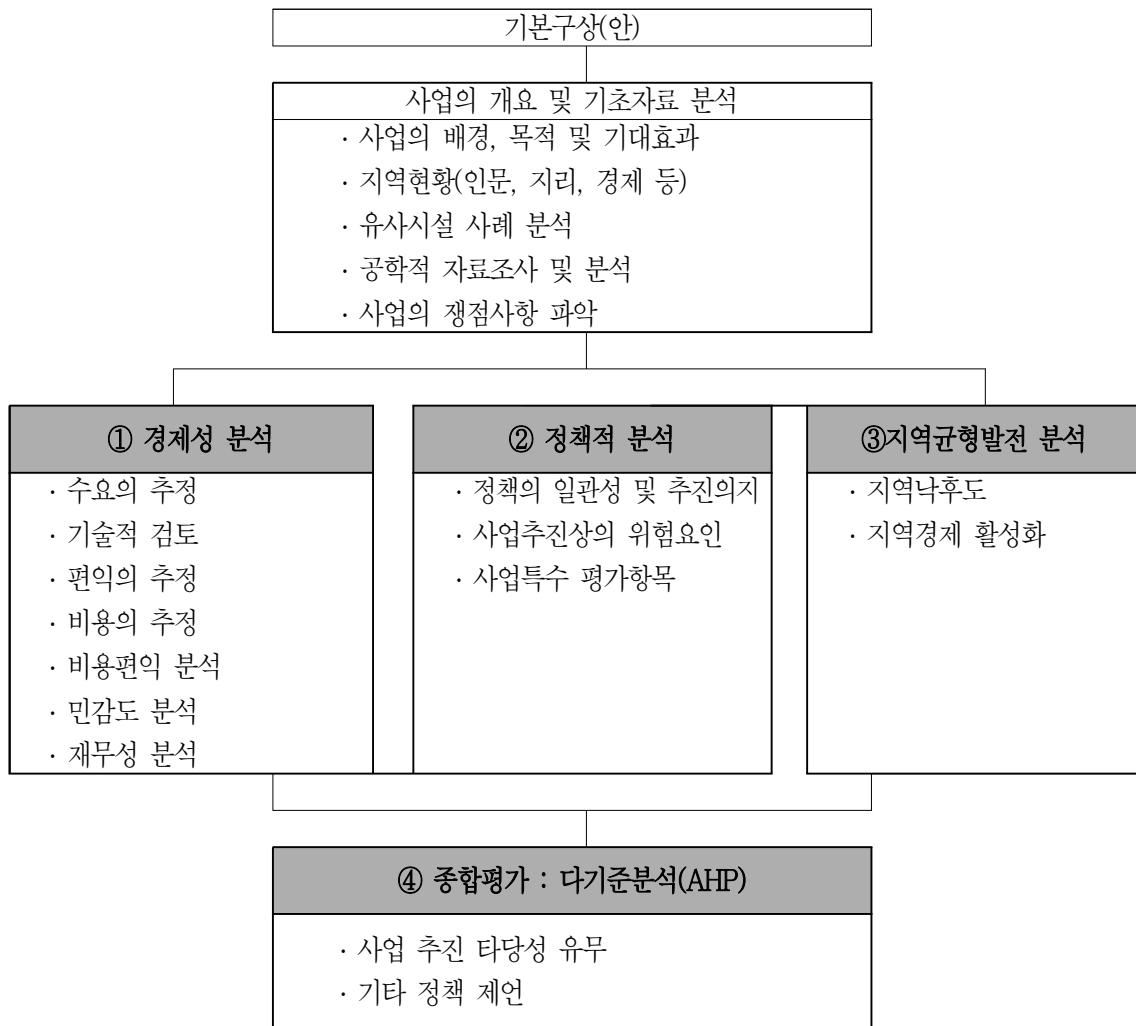 기본구상(안)
사업의 개요 및 기초자료 분석
· 사업의 배경, 목적 및 기대효과
· 지역현황(인문, 지리, 경제 등)
· 유사시설 사례 분석
· 공학적 자료조사 및 분석
· 사업의 쟁점사항 파악
① 경제성 분석
· 수요의 추정
· 기술적 검토
· 편익의 추정
· 비용의 추정
· 비용편익 분석
· 민감도 분석
· 재무성 분석
② 정책적 분석
· 정책의 일관성 및 추진의지
· 사업추진상의 위험요인
· 사업특수 평가항목
③지역균형발전 분석
· 지역낙후도
· 지역경제 활성화
④ 종합평가 : 다기준분석(AHP)
· 사업 추진 타당성 유무
· 기타 정책 제언